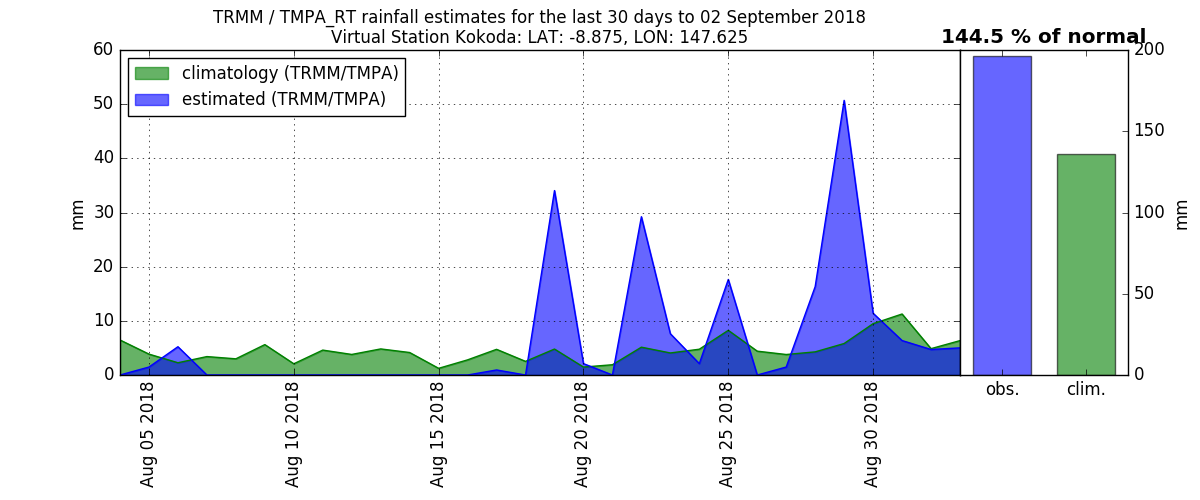 TRMM / TMPA_RT rainfall estimates for the last 30 days to 02 September 2018
Virtual Station Kokoda: LAT: -8.875, LON: 147.625
144.5 % of normal
climatology (TRMM/TMPA)
estimated (TRMM/TMPA)
60
50
40
30
20
10
0
mm
Aug 05 2018
Aug 10 2018
Aug 15 2018
Aug 20 2018
Aug 25 2018
Aug 30 2018
200
150
100
50
0
mm
obs.
clim.